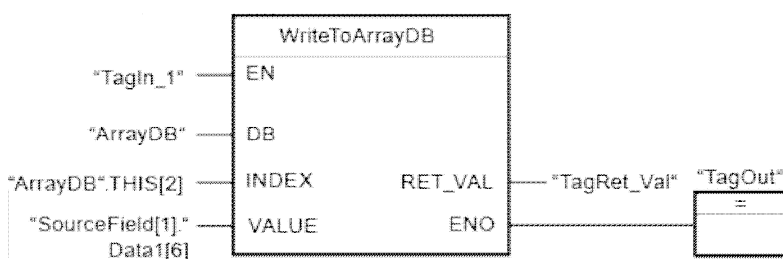 WriteToArrayDB
"TagIn_1" EN
"ArrayDB" DB
"ArrayDB".THIS[2] INDEX RET_VAL "TagRet_Val" "TagOut"
=
"SourceField[1]." VALUE ENO
Data1[6]